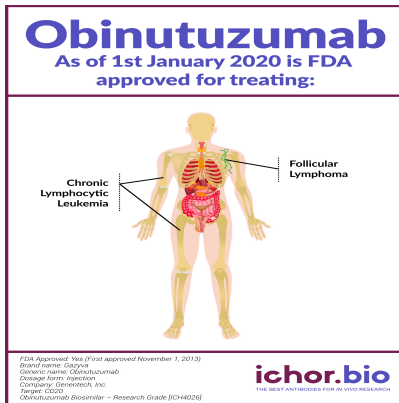 Obinutuzumab
As of 1st January 2020 is FDA
approved for treating:
Follicular
Lymphoma
Chronic
Lymphocytic
Leukemia
FDA Approved: Yes (First approved November 1, 2013)
Brand name: Gazyva
Generic name: Obinutuzumab
Dosage form: Injection
Company: Genentech, Inc.
Target: CD20
Obinutuzumab Biosimilar – Research Grade [ICH4026]
ichor.bio
THE BEST ANTIBODIES FOR IN VIVO RESEARCH